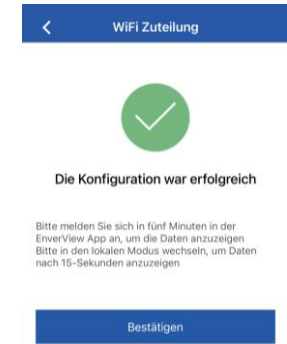 WiFi Zuteilung
Die Konfiguration war erfolgreich
Bitte melden Sie sich in fünf Minuten in der
EnverView App an, um die Daten anzuzeigen
Bitte in den lokalen Modus wechseln, um Daten
nach 15-Sekunden anzuzeigen
Bestätigen